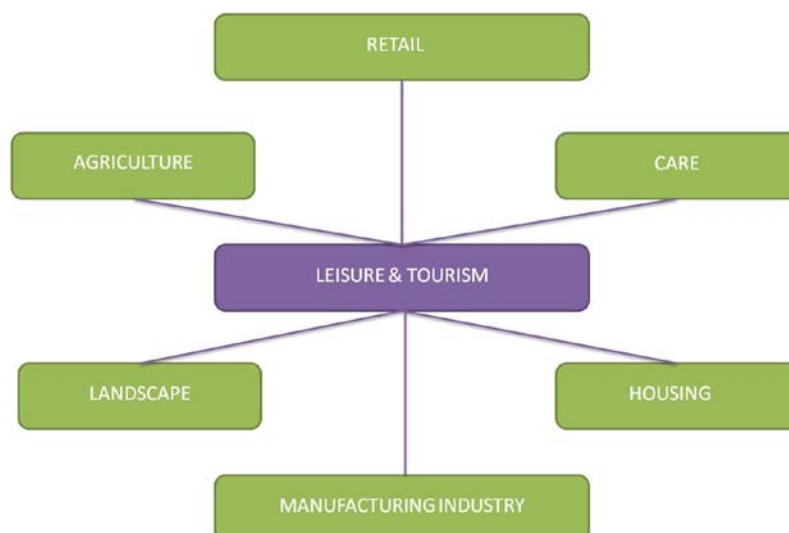 RETAIL
AGRICULTURE
CARE
LEISURE & TOURISM
LANDSCAPE
HOUSING
MANUFACTURING INDUSTRY